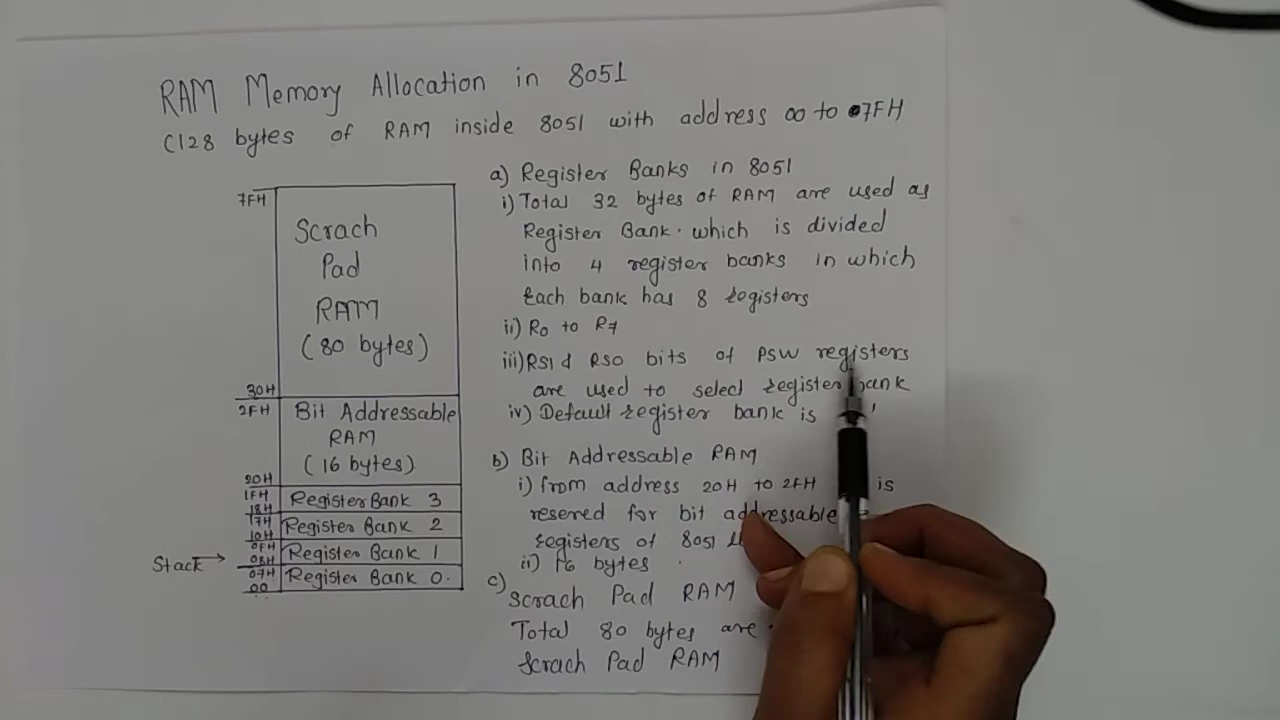 RAM Memory Allocation in 8051
(128 bytes of RAM inside 8051 with address 00 to 07FH
7FH
Scrach
Pad
RAM
(80 bytes)
30H
2FH
Bit Addressable
RAM
(16 bytes)
20H
1FH
Register Bank 3
18H
17H
Register Bank 2
10H
0FH
Register Bank 1
08H
Stack →
07H
Register Bank 0.
00
a) Register Banks in 8051
i) Total 32 bytes of RAM are used as
Register Bank. which is divided
into 4 register banks in which
Each bank has 8 registers
ii) R0 to R7
iii) RS1 & RS0 bits of PSW registers
are used to select register bank
iv) Default register bank is
b) Bit Addressable RAM
i) from address 20H to 2FH is
reserved for bit addressable
registers of 8051
ii) 16 bytes
c)
Scrach Pad RAM
Total 80 bytes are
Scrach Pad RAM